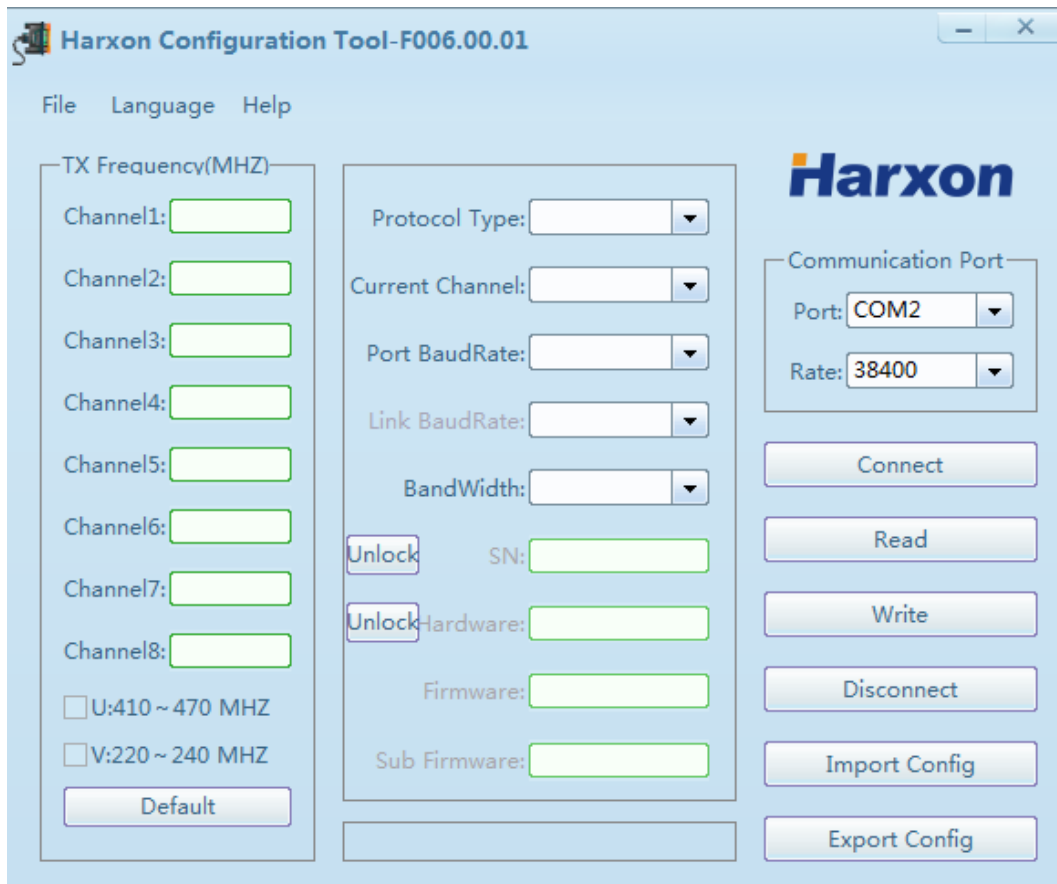 Harxon Configuration Tool-F006.00.01
File Language Help
TX Frequency(MHZ)
Channel1:
Channel2:
Channel3:
Channel4:
Channel5:
Channel6:
Channel7:
Channel8:
U:410~470 MHZ
V:220~240 MHZ
Default
Protocol Type:
Current Channel:
Port BaudRate:
Link BaudRate:
BandWidth:
Unlock SN:
Unlock Hardware:
Firmware:
Sub Firmware:
Harxon
Communication Port
Port: COM2
Rate: 38400
Connect
Read
Write
Disconnect
Import Config
Export Config